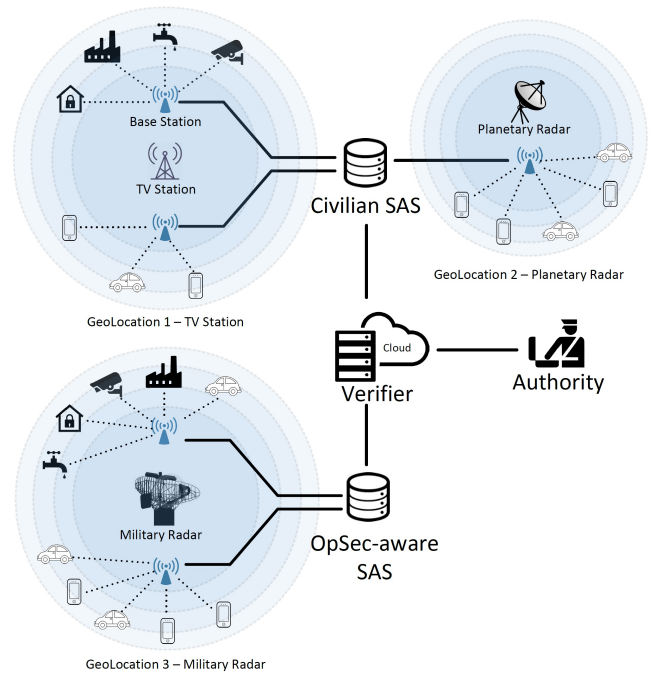 Base Station
TV Station
GeoLocation 1 – TV Station
Civilian SAS
Planetary Radar
GeoLocation 2 – Planetary Radar
Cloud
Verifier
Authority
Military Radar
GeoLocation 3 – Military Radar
OpSec-aware
SAS